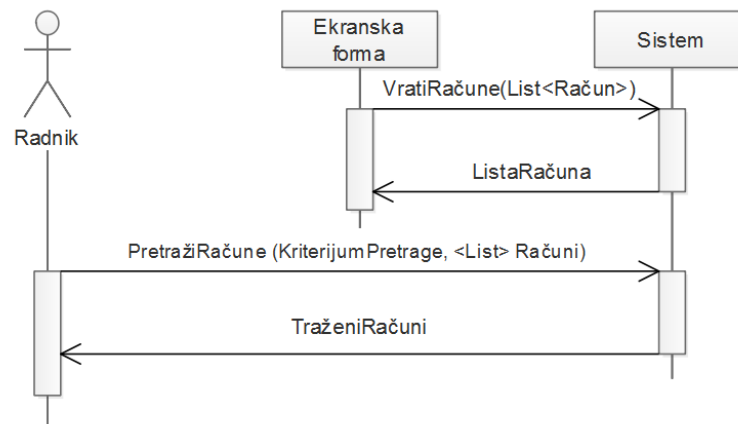 Ekranska
forma
Sistem
VratiRačune(List<Račun>)
Radnik
ListaRačuna
PretražiRačune (KriterijumPretrage, <List> Računi)
TraženiRačuni